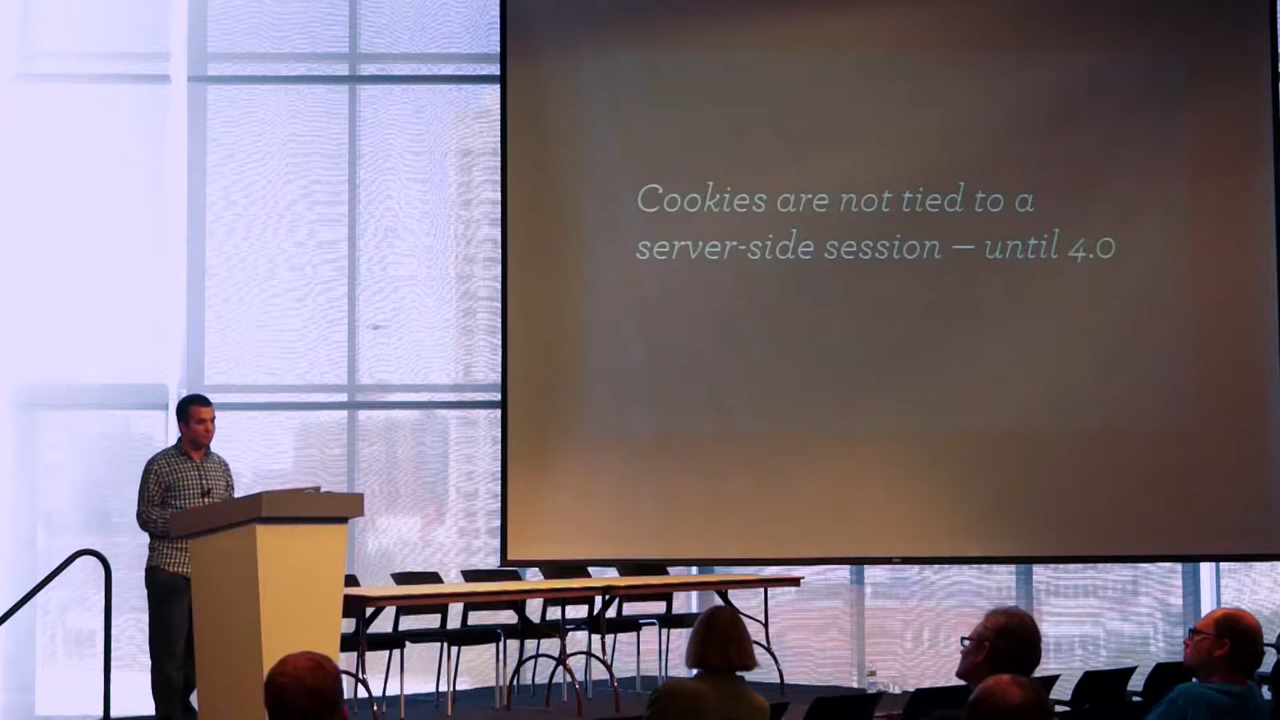 Cookies are not tied to a
server-side session — until 4.0